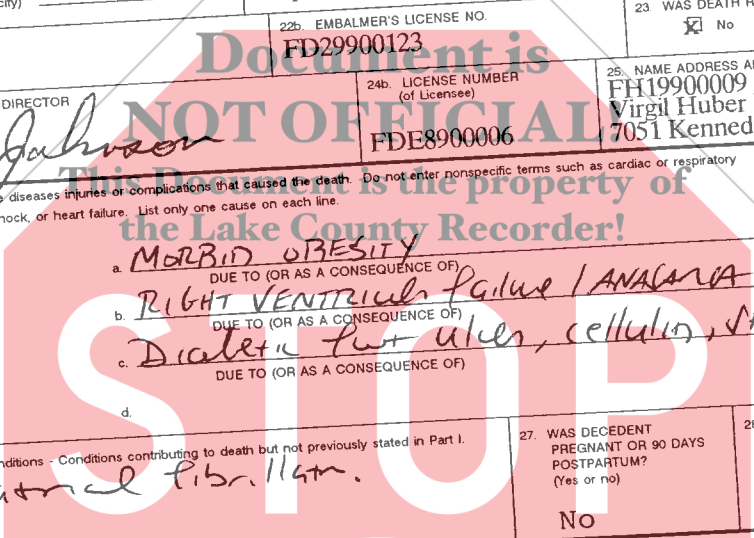 city)
22b. EMBALMER'S LICENSE NO.
FD29900123
23 WAS DEATH R
No
Document is
NOT OFFICIAL!
This Document is the property of
the Lake County Recorder!
STOP
DIRECTOR
Johnson
24b. LICENSE NUMBER
(of Licensee)
FDE8900006
25. NAME ADDRESS A
FH19900009
Virgil Huber
7051 Kenned
e diseases injuries or complications that caused the death. Do not enter nonspecific terms such as cardiac or respiratory
hock, or heart failure. List only one cause on each line.
a. MORBID OBESITY
DUE TO (OR AS A CONSEQUENCE OF)
b. RIGHT VENTRICULAR failure / ANASARCA
DUE TO (OR AS A CONSEQUENCE OF)
c. Diabetic foot ulcer, cellulitis,
DUE TO (OR AS A CONSEQUENCE OF)
d.
nditions - Conditions contributing to death but not previously stated in Part I.
atrial fibrillatn.
27. WAS DECEDENT
PREGNANT OR 90 DAYS
POSTPARTUM?
(Yes or no)
No
28